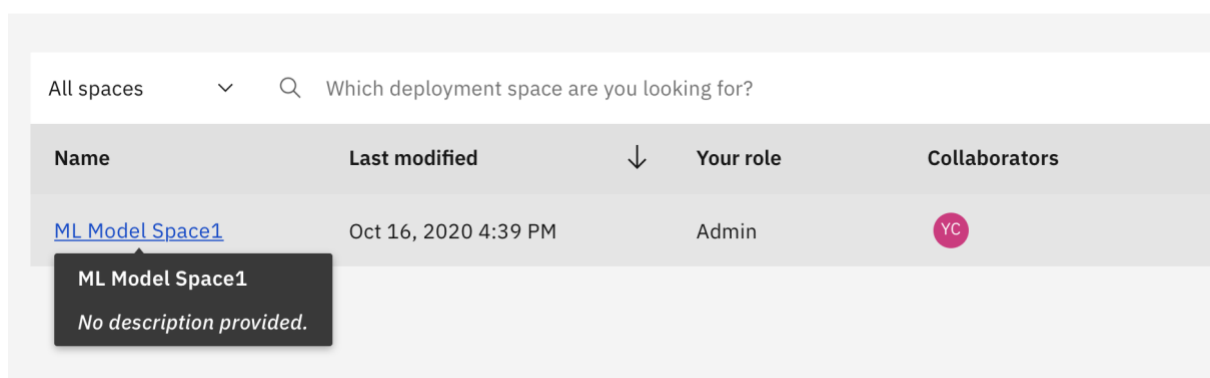 All spaces Which deployment space are you looking for?
Name Last modified Your role Collaborators
ML Model Space1 Oct 16, 2020 4:39 PM Admin YC
ML Model Space1
No description provided.